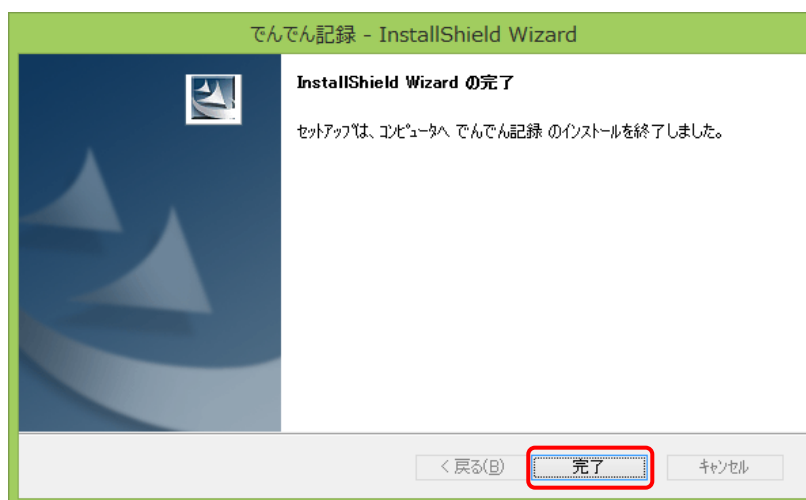 でんでん記録 - InstallShield Wizard
InstallShield Wizard の完了
セットアップは、コンピュータへ でんでん記録 のインストールを終了しました。
< 戻る(B)
完了
キャンセル